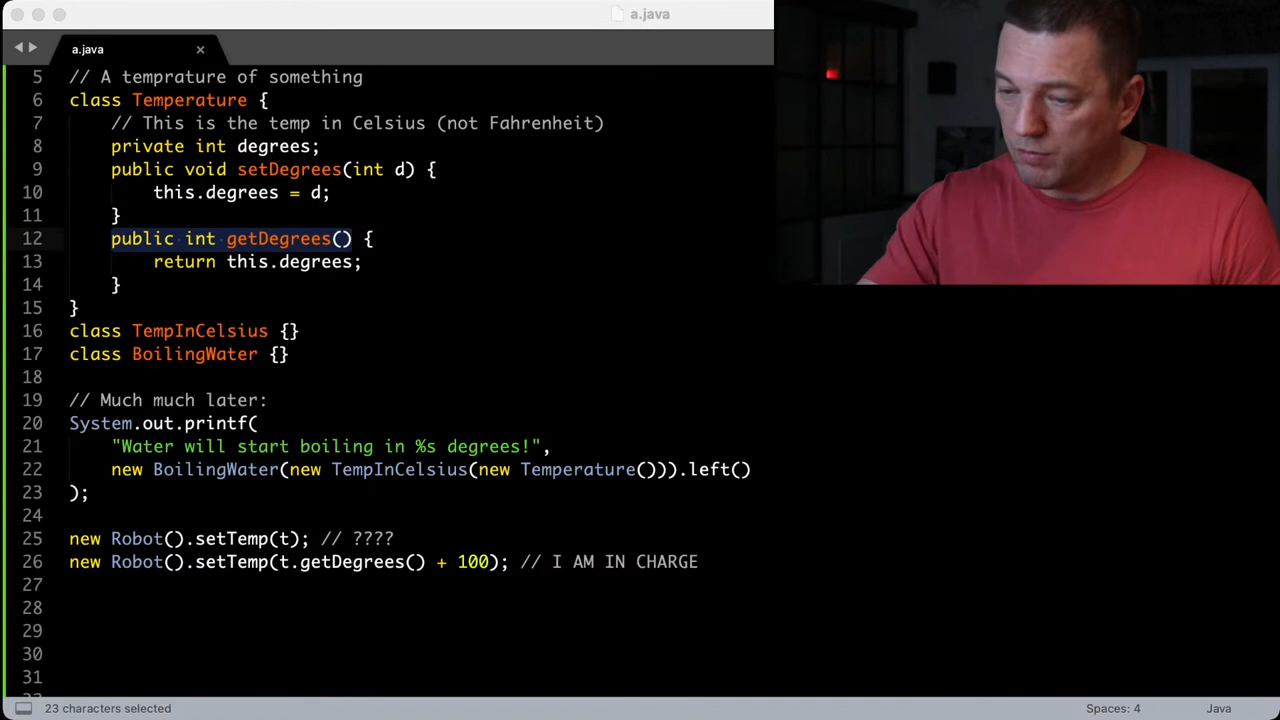 a.java
a.java ×
5 // A temprature of something
6 class Temperature {
7 // This is the temp in Celsius (not Fahrenheit)
8 private int degrees;
9 public void setDegrees(int d) {
10 this.degrees = d;
11 }
12 public int getDegrees() {
13 return this.degrees;
14 }
15 }
16 class TempInCelsius {}
17 class BoilingWater {}
18
19 // Much much later:
20 System.out.printf(
21 "Water will start boiling in %s degrees!",
22 new BoilingWater(new TempInCelsius(new Temperature())).left()
23 );
24
25 new Robot().setTemp(t); // ????
26 new Robot().setTemp(t.getDegrees() + 100); // I AM IN CHARGE
27
28
29
30
31
23 characters selected Spaces: 4 Java